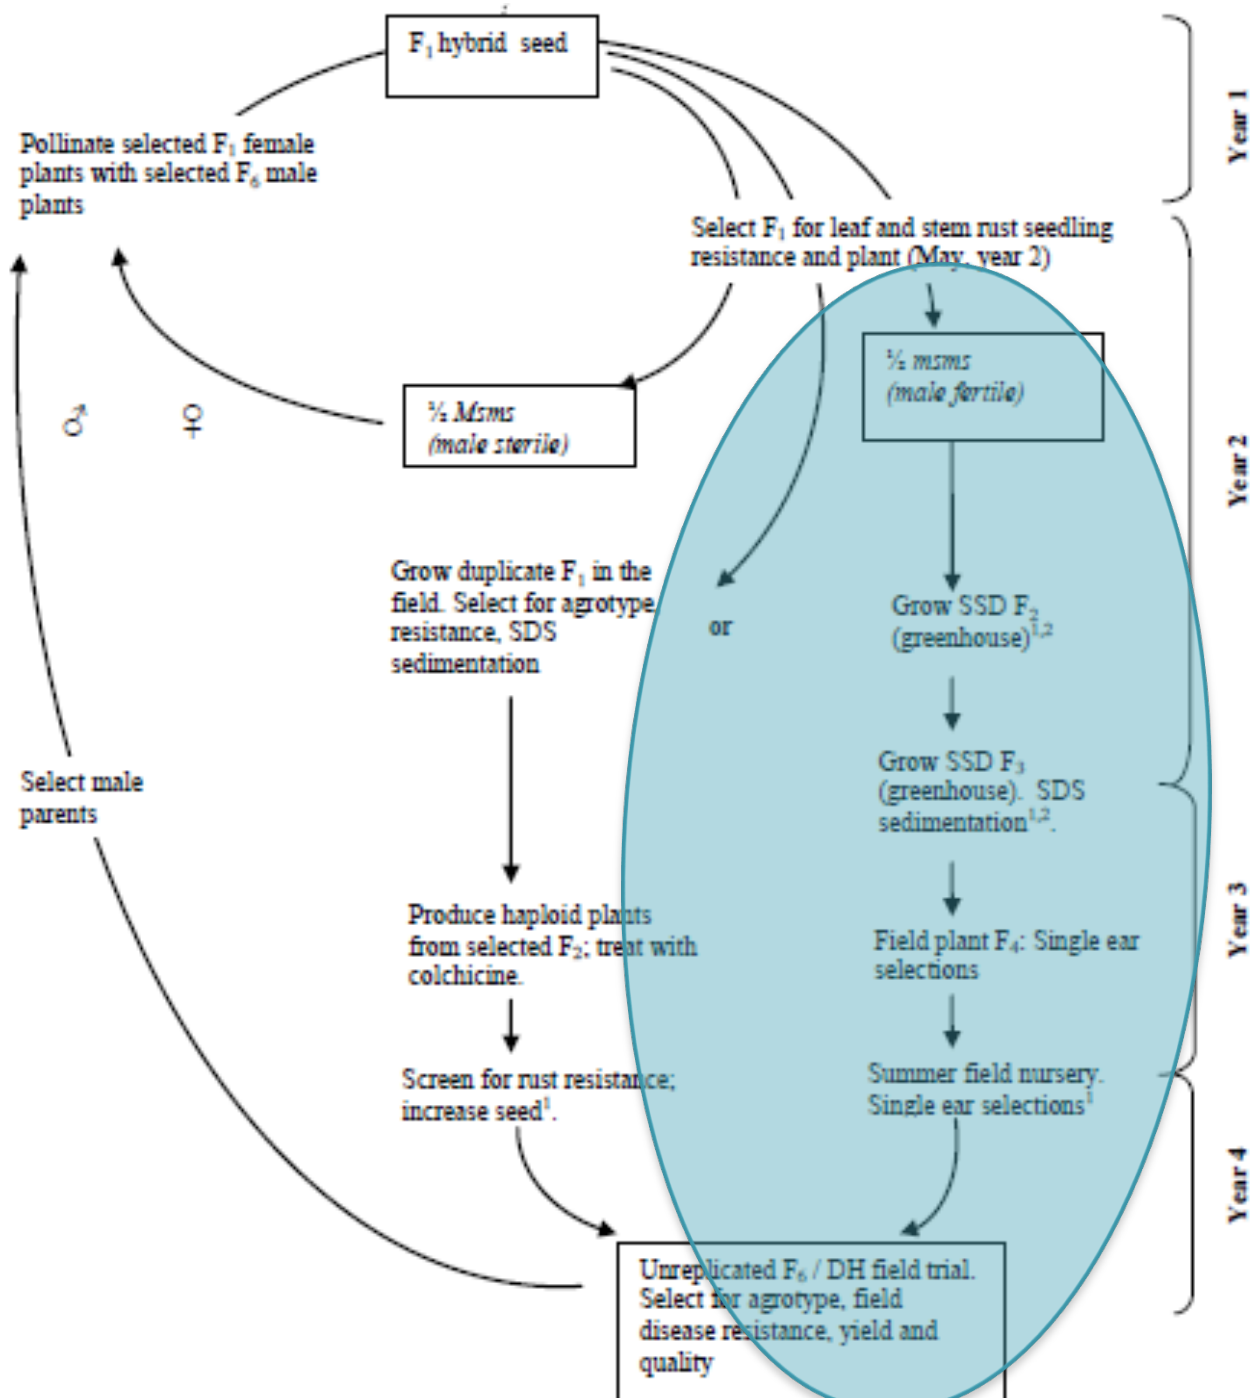 F₁ hybrid seed
Year 1
Pollinate selected F₁ female
plants with selected F₆ male
plants
Select F₁ for leaf and stem rust seedling
resistance and plant (May, year 2)
½ msms
(male fertile)
½ Msms
(male sterile)
♂ ♀
Year 2
Grow duplicate F₁ in the
field. Select for agrotype,
resistance, SDS
sedimentation
or
Grow SSD F₂
(greenhouse)¹,²
Select male
parents
Grow SSD F₃
(greenhouse). SDS
sedimentation¹,².
Produce haploid plants
from selected F₂; treat with
colchicine.
Field plant F₄: Single ear
selections
Year 3
Screen for rust resistance;
increase seed¹.
Summer field nursery.
Single ear selections¹
Year 4
Unreplicated F₆ / DH field trial.
Select for agrotype, field
disease resistance, yield and
quality